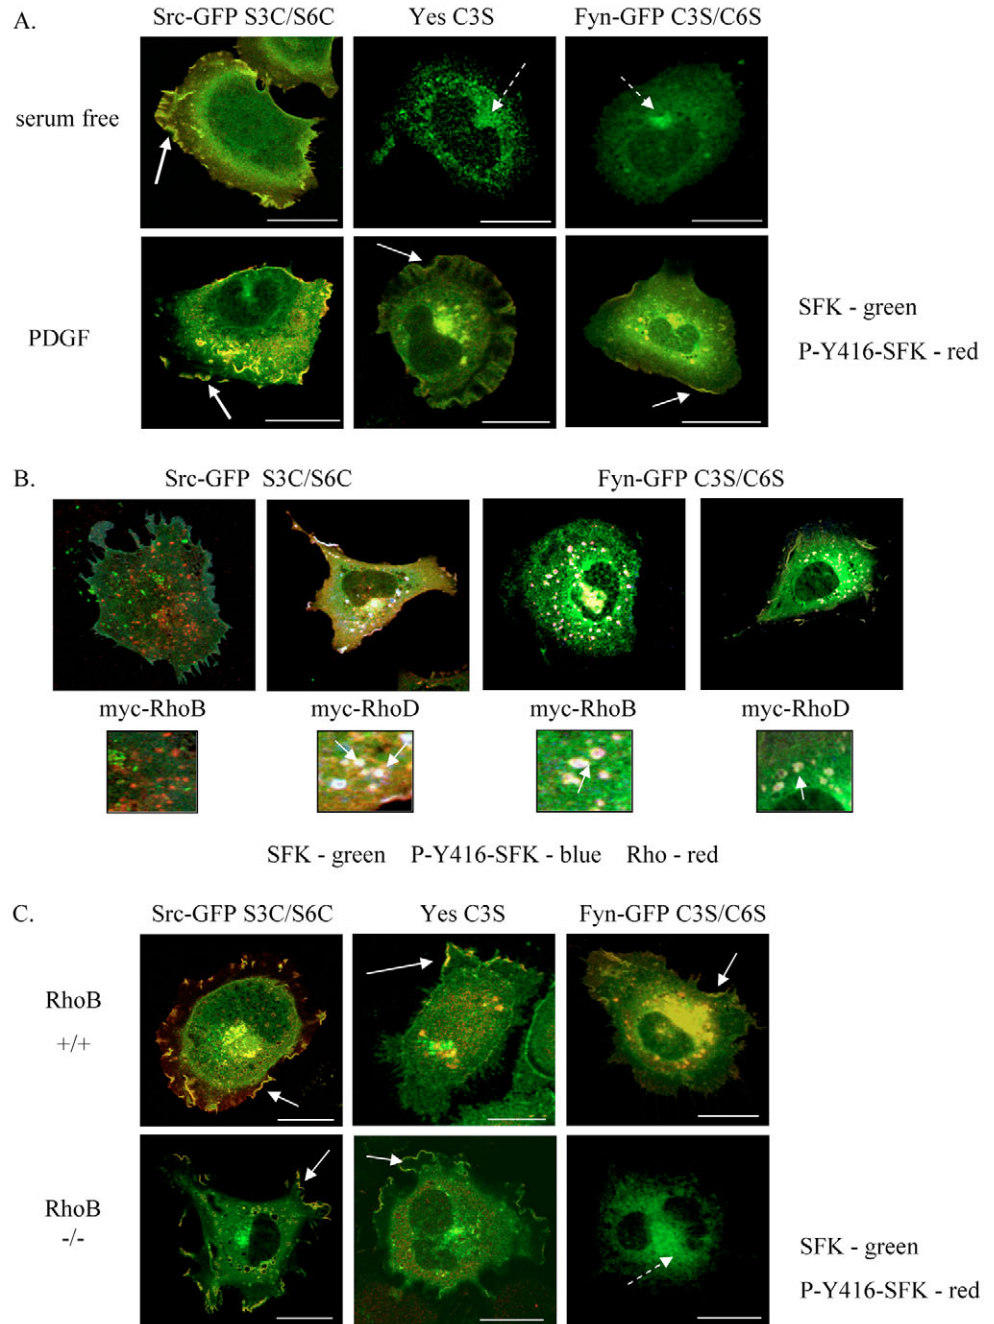 A.
Src-GFP S3C/S6C Yes C3S Fyn-GFP C3S/C6S
serum free
PDGF
SFK - green
P-Y416-SFK - red
B.
Src-GFP S3C/S6C Fyn-GFP C3S/C6S
myc-RhoB myc-RhoD myc-RhoB myc-RhoD
SFK - green P-Y416-SFK - blue Rho - red
C.
Src-GFP S3C/S6C Yes C3S Fyn-GFP C3S/C6S
RhoB
+/+
RhoB
-/-
SFK - green
P-Y416-SFK - red